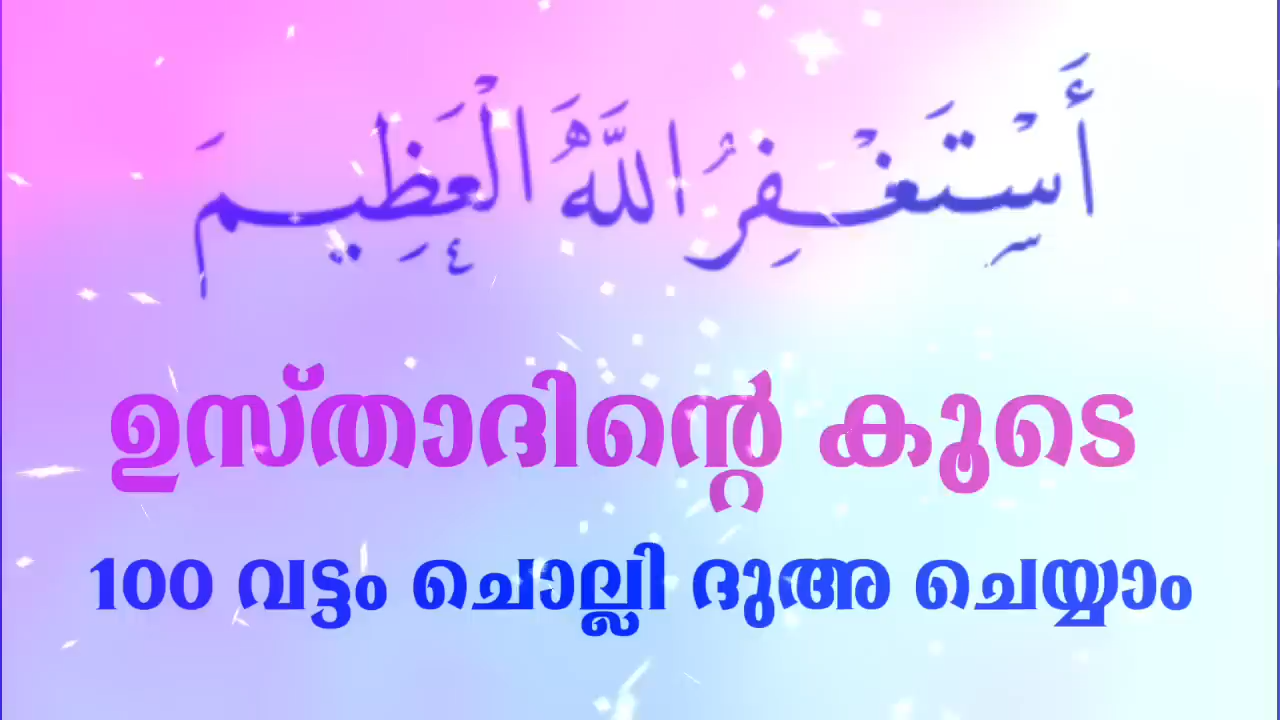 أَسْتَغْفِرُ اللَّهَ الْعَظِيمَ
ഉസ്താദിന്റെ കൂടെ
100 വട്ടം ചൊല്ലി ദുഅ ചെയ്യാം